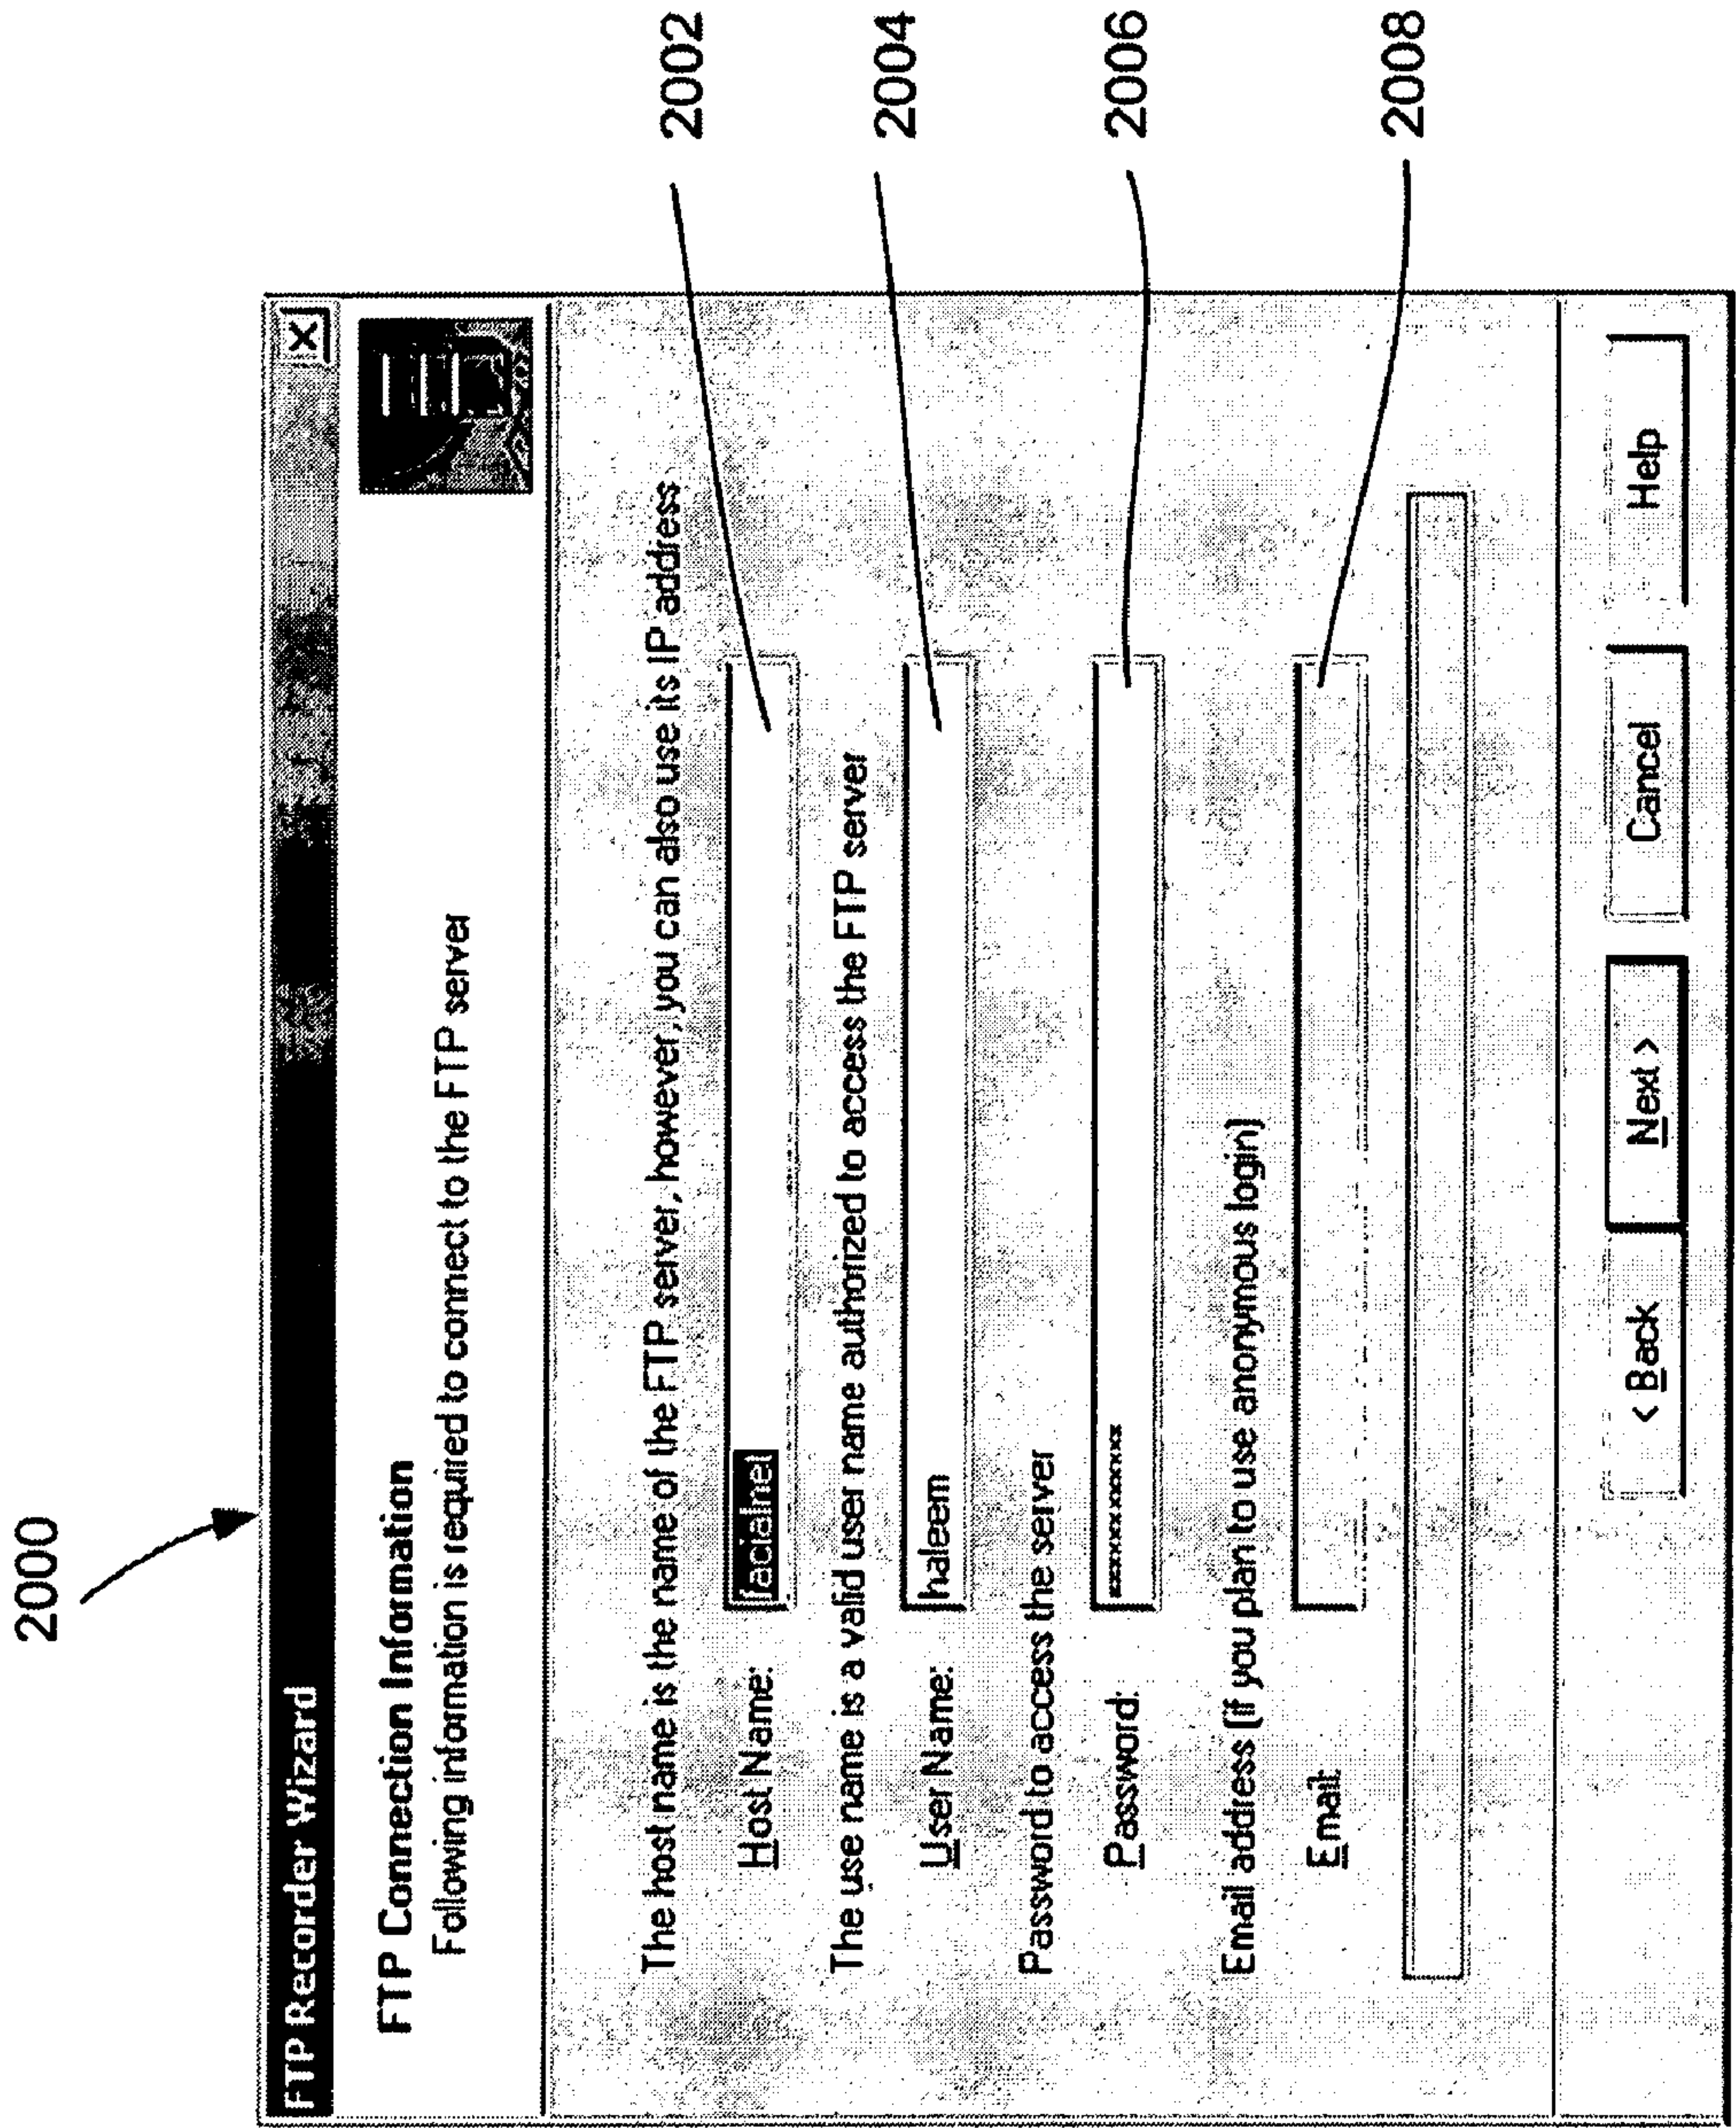 2000
FTP Recorder Wizard
FTP Connection Information
Following information is required to connect to the FTP server
The host name is the name of the FTP server, however, you can also use its IP address
Host Name: facialnet 2002
The use name is a valid user name authorized to access the FTP server
User Name: haleem 2004
Password to access the server
Password: xxxxxxxxxx 2006
Email address (if you plan to use anonymous login)
Email: 2008
< Back Next > Cancel Help